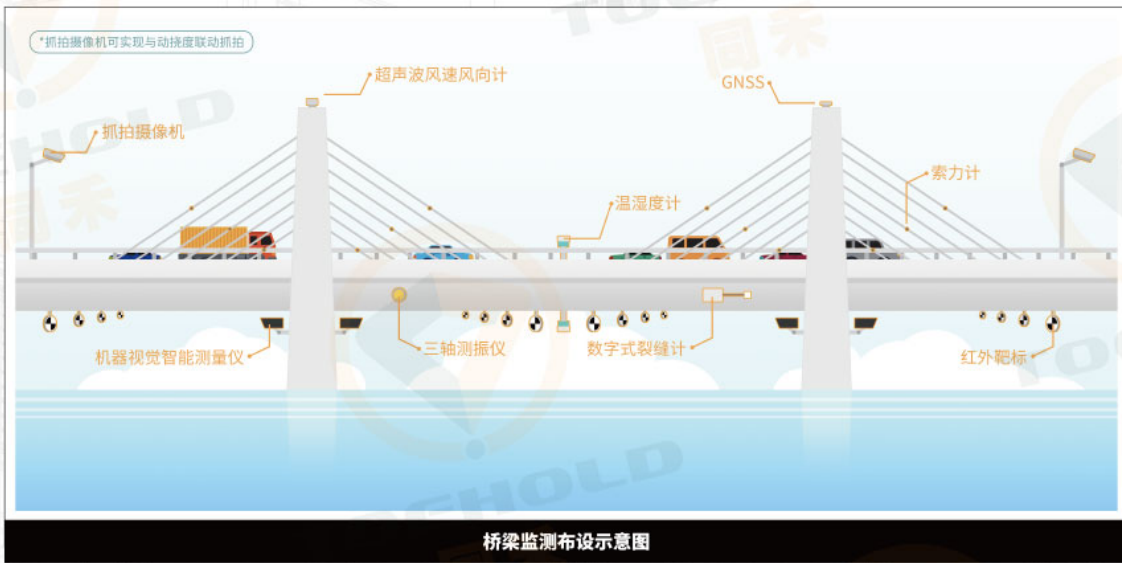 *抓拍摄像机可实现与动挠度联动抓拍
超声波风速风向计
GNSS
抓拍摄像机
索力计
温湿度计
机器视觉智能测量仪
三轴测振仪
数字式裂缝计
红外靶标
桥梁监测布设示意图
TOEHOLD
同禾